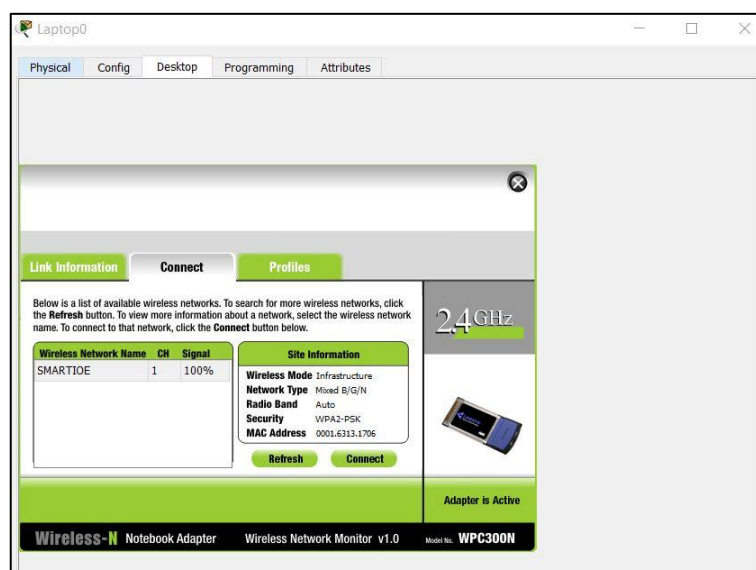 Laptop0
Physical Config Desktop Programming Attributes
Link Information Connect Profiles
Below is a list of available wireless networks. To search for more wireless networks, click
the Refresh button. To view more information about a network, select the wireless network
name. To connect to that network, click the Connect button below.
2,4GHz
Wireless Network Name CH Signal
SMARTIOE 1 100%
Site Information
Wireless Mode Infrastructure
Network Type Mixed B/G/N
Radio Band Auto
Security WPA2-PSK
MAC Address 0001.6313.1706
Refresh Connect
Adapter is Active
Wireless-N Notebook Adapter Wireless Network Monitor v1.0 Model No. WPC300N